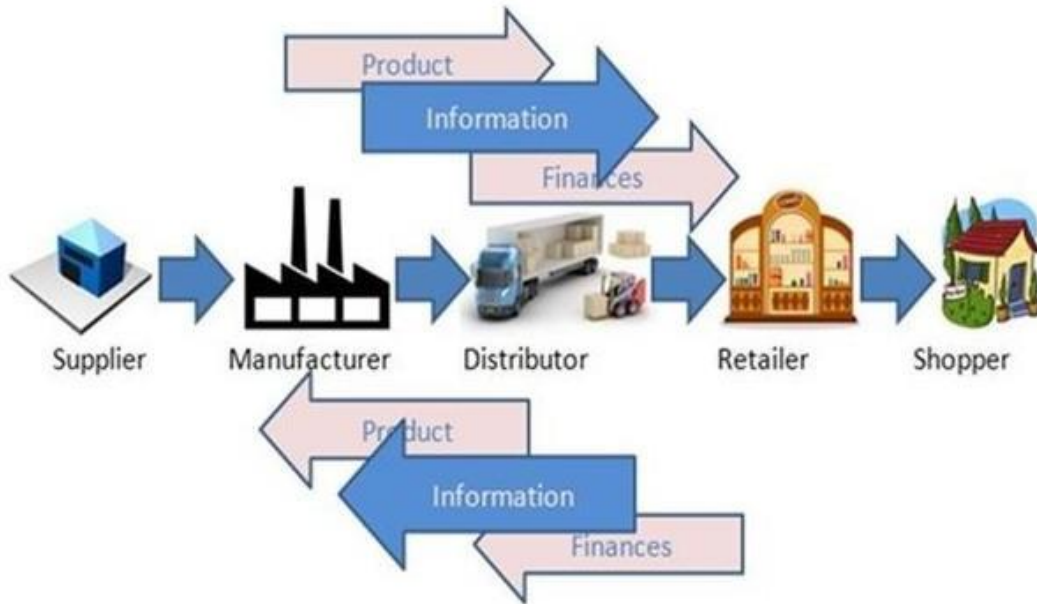 Product
Information
Finances
Supplier
Manufacturer
Distributor
Retailer
Shopper
Product
Information
Finances